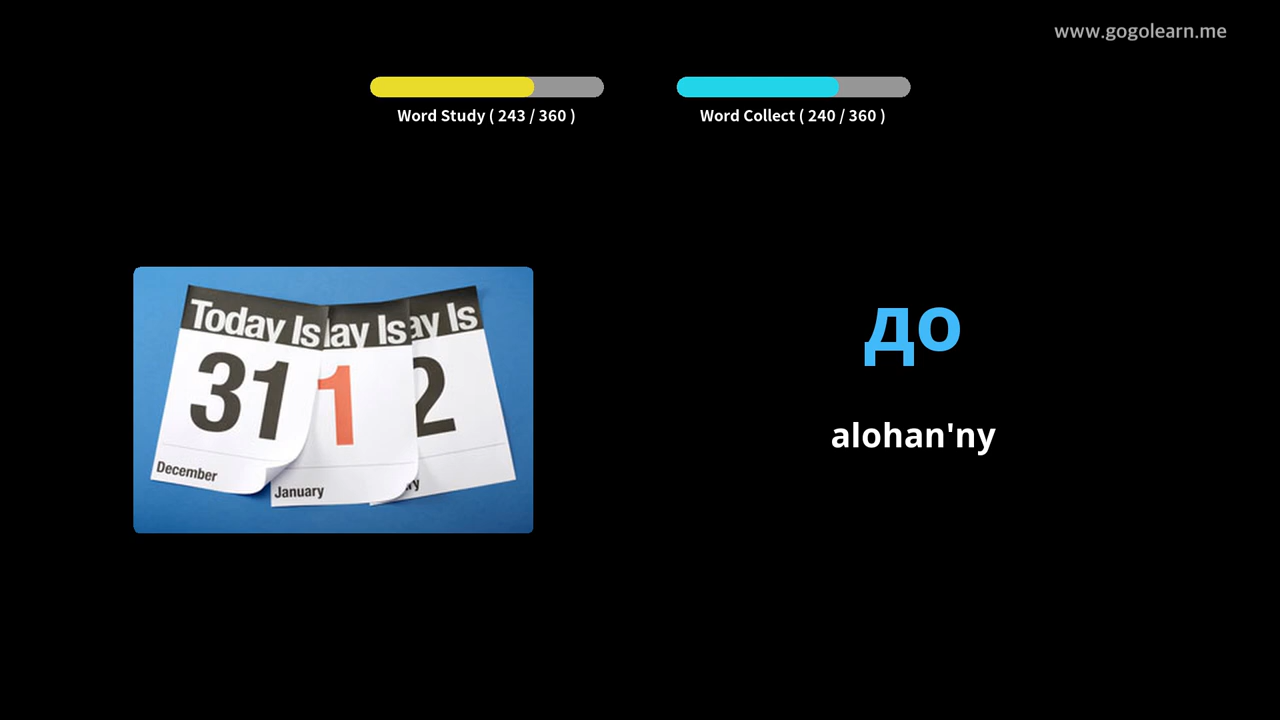 www.gogolearn.me
Word Study ( 243 / 360 )
Word Collect ( 240 / 360 )
Today Is
31
December
day Is
1
January
ay Is
2
ry
до
alohan'ny